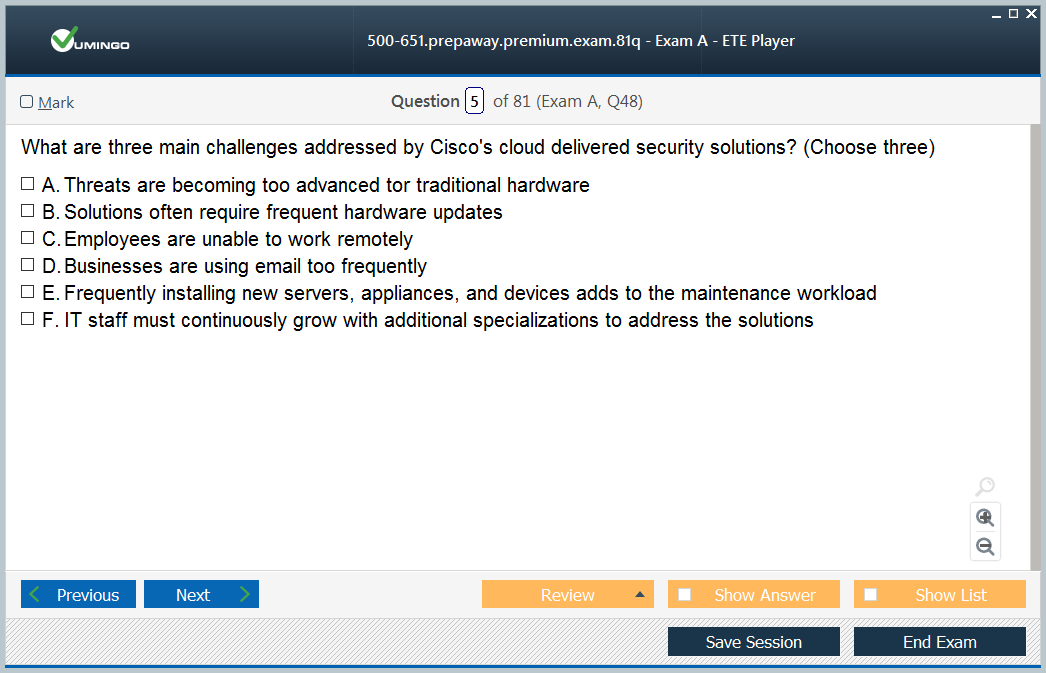 VUMINGO
500-651.prepaway.premium.exam.81q - Exam A - ETE Player
Mark
Question 5 of 81 (Exam A, Q48)
What are three main challenges addressed by Cisco's cloud delivered security solutions? (Choose three)
A. Threats are becoming too advanced tor traditional hardware
B. Solutions often require frequent hardware updates
C. Employees are unable to work remotely
D. Businesses are using email too frequently
E. Frequently installing new servers, appliances, and devices adds to the maintenance workload
F. IT staff must continuously grow with additional specializations to address the solutions
Previous Next Review Show Answer Show List
Save Session End Exam